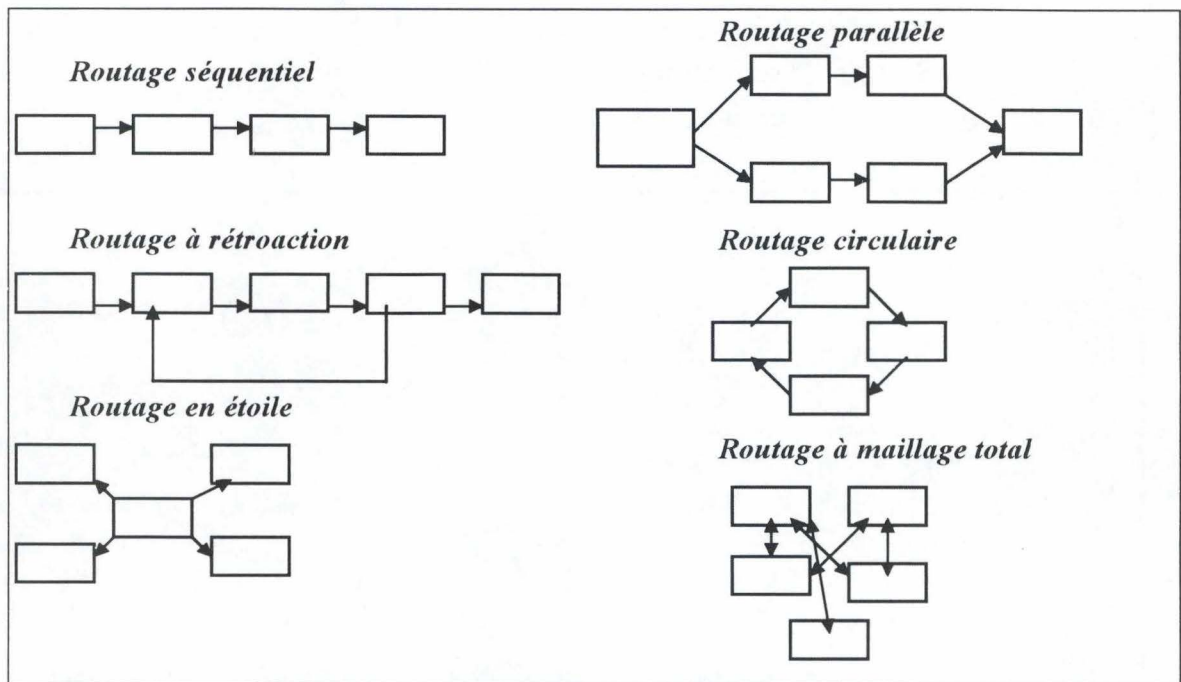 Routage séquentiel
Routage parallèle
Routage à rétroaction
Routage circulaire
Routage en étoile
Routage à maillage total